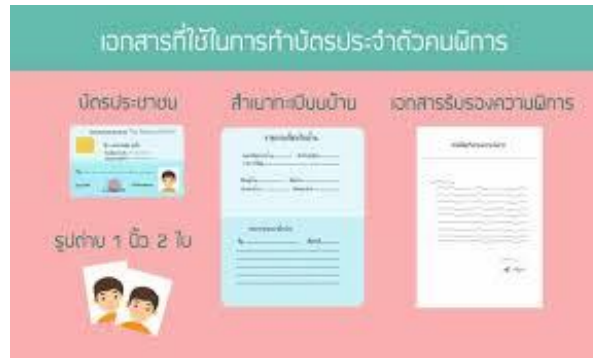 เอกสารที่ใช้ในการทำบัตรประจำตัวคนพิการ
บัตรประชาชน
สำเนาทะเบียนบ้าน
เอกสารรับรองความพิการ
รูปถ่าย 1 นิ้ว 2 ใบ